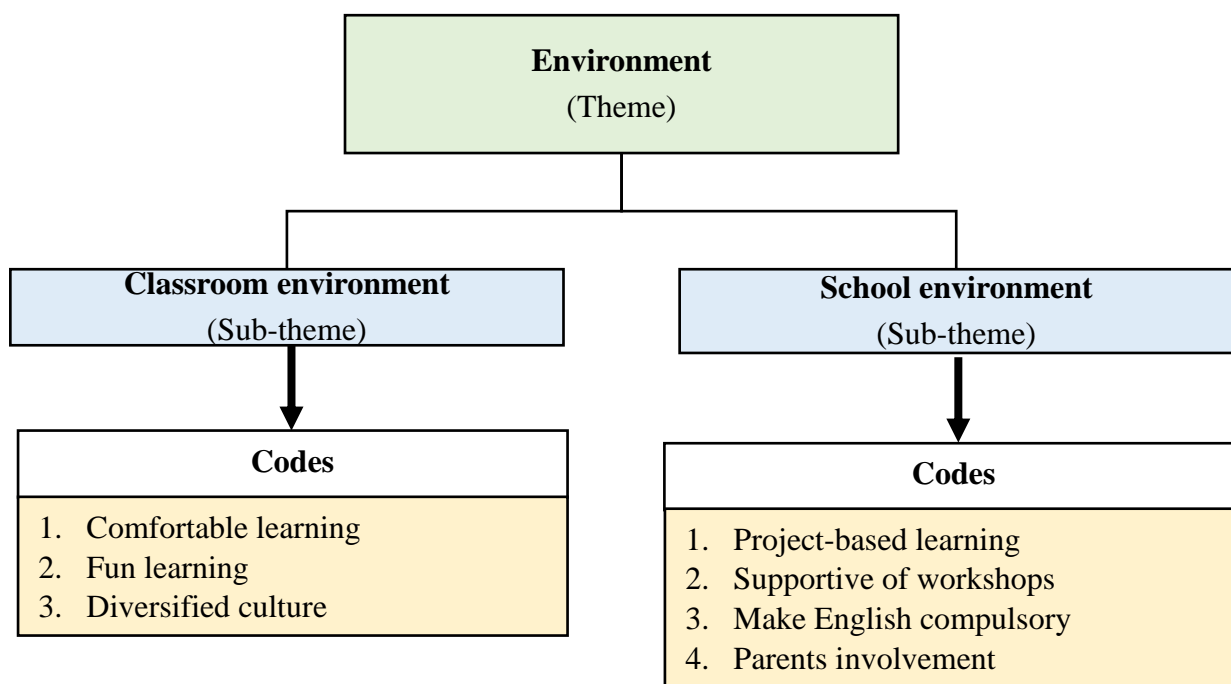 Environment
(Theme)
Classroom environment
(Sub-theme)
School environment
(Sub-theme)
Codes
1. Comfortable learning
2. Fun learning
3. Diversified culture
Codes
1. Project-based learning
2. Supportive of workshops
3. Make English compulsory
4. Parents involvement